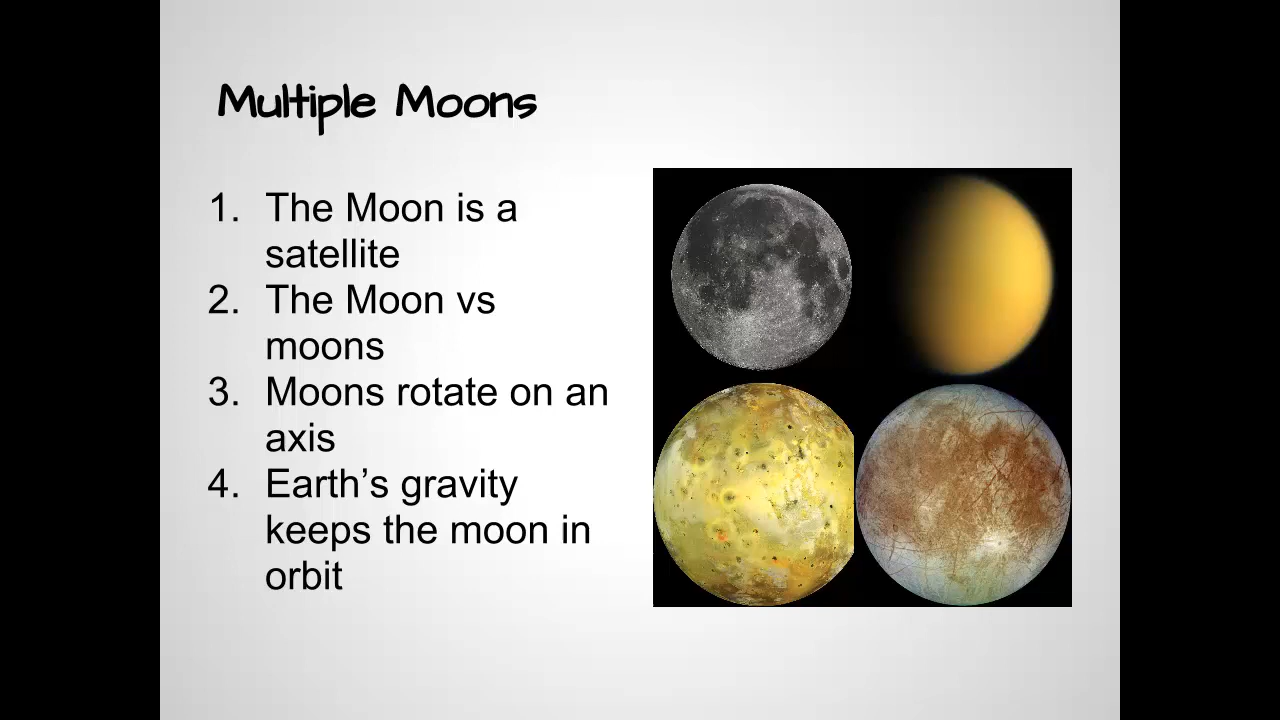 Multiple Moons
1. The Moon is a
satellite
2. The Moon vs
moons
3. Moons rotate on an
axis
4. Earth’s gravity
keeps the moon in
orbit